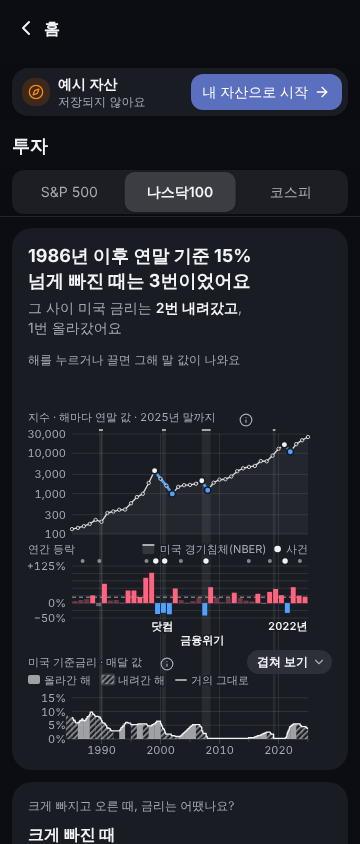 홈
예시 자산
저장되지 않아요
내 자산으로 시작
투자
S&P 500
나스닥100
코스피
1986년 이후 연말 기준 15%
넘게 빠진 때는 3번이었어요
그 사이 미국 금리는 2번 내려갔고,
1번 올라갔어요
해를 누르거나 끌면 그해 말 값이 나와요
지수 · 해마다 연말 값 · 2025년 말까지
30,000
10,000
3,000
1,000
300
100
연간 등락
미국 경기침체(NBER)
사건
+125%
0%
−50%
닷컴
2022년
금융위기
미국 기준금리 · 매달 값
겹쳐 보기
올라간 해
내려간 해
거의 그대로
15%
10%
5%
0%
1990
2000
2010
2020
크게 빠지고 오른 때, 금리는 어땠나요?
크게 빠진 때